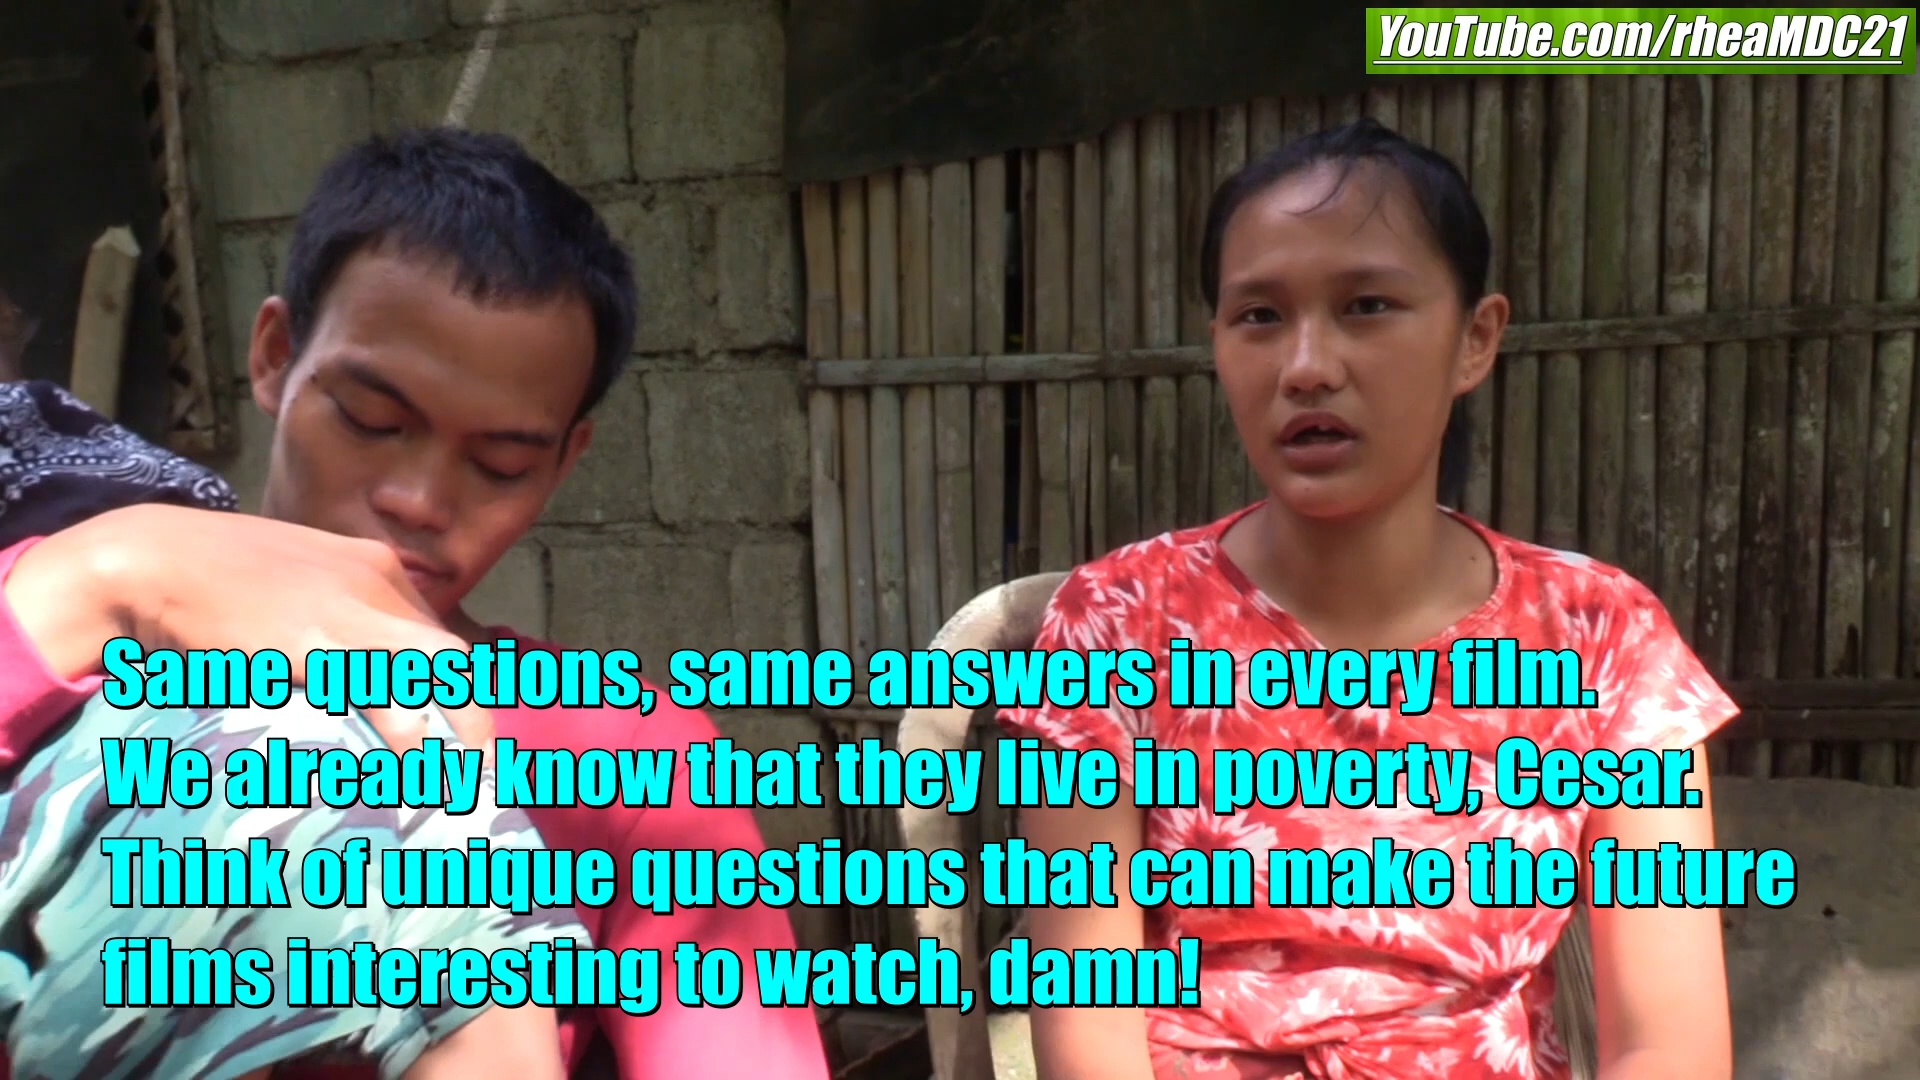 YouTube.com/rheaMDC21
Same questions, same answers in every film.
We already know that they live in poverty, Cesar.
Think of unique questions that can make the future
films interesting to watch, damn!